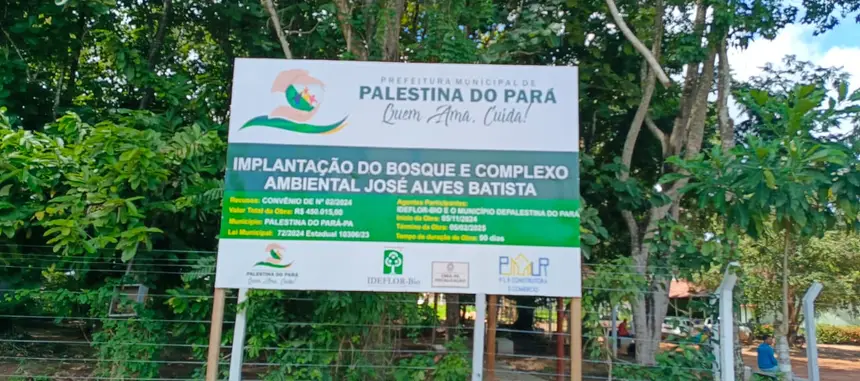 PREFEITURA MUNICIPAL DE
PALESTINA DO PARÁ
Quem Ama, Cuida!
IMPLANTAÇÃO DO BOSQUE E COMPLEXO
AMBIENTAL JOSÉ ALVES BATISTA
Recurso: CONVÊNIO DE Nº 02/2024
Valor Total da Obra: R$ 450.015,00
Município: PALESTINA DO PARÁ-PA
Lei Municipal: 72/2024 Estadual 10306/23
Agentes Participantes:
IDEFLOR-BIO E O MUNICÍPIO DEPALESTINA DO PARÁ
Início da Obra: 05/11/2024
Término da Obra: 05/02/2025
Tempo de duração da Obra: 90 dias
PALESTINA DO PARÁ
Quem Ama, Cuida!
IDEFLOR-Bio
CONSTRUTORA
E COMÉRCIO